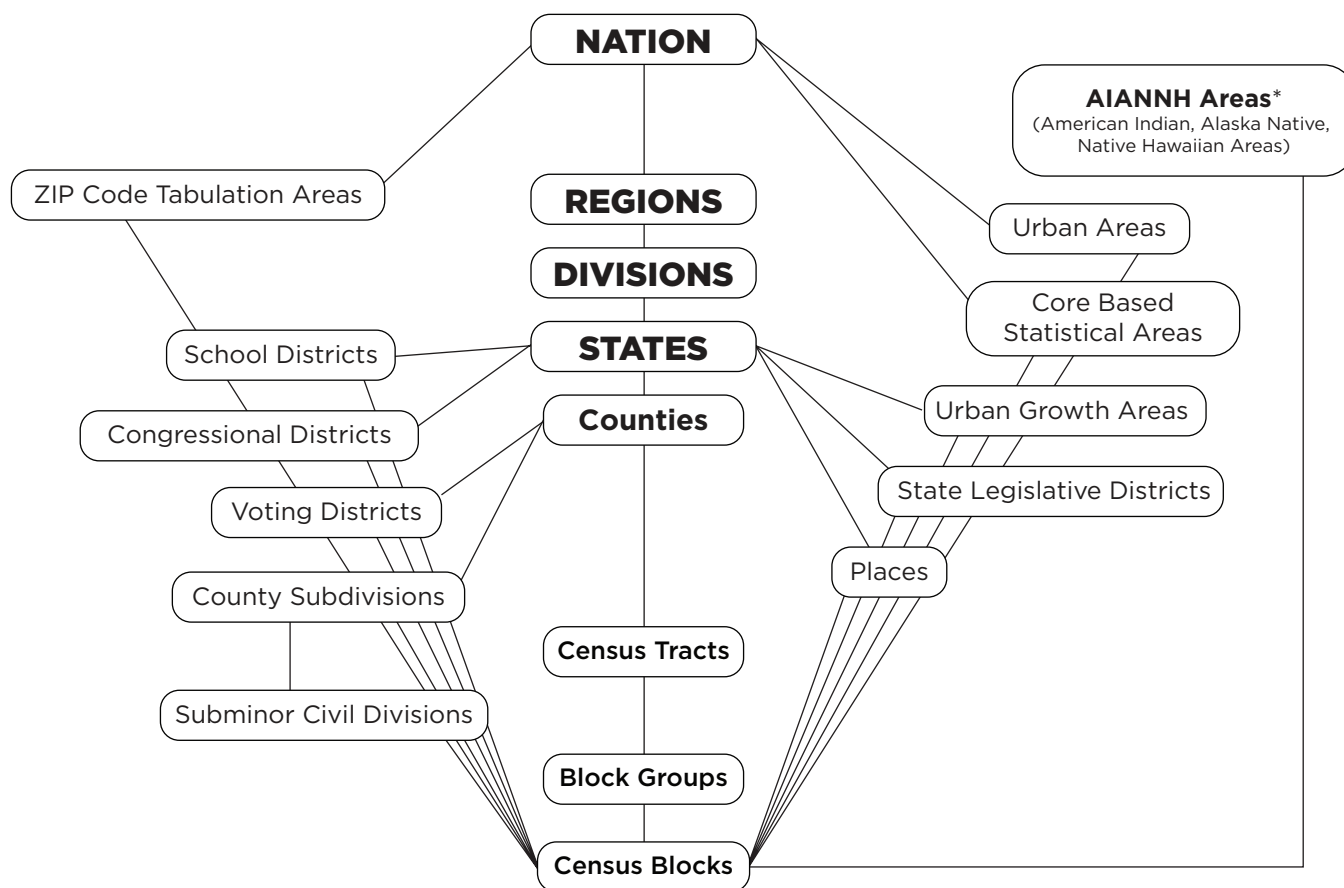 NATION
AIANNH Areas*
(American Indian, Alaska Native,
Native Hawaiian Areas)
ZIP Code Tabulation Areas
REGIONS
Urban Areas
DIVISIONS
Core Based
Statistical Areas
School Districts
STATES
Urban Growth Areas
Congressional Districts
Counties
State Legislative Districts
Voting Districts
Places
County Subdivisions
Census Tracts
Subminor Civil Divisions
Block Groups
Census Blocks